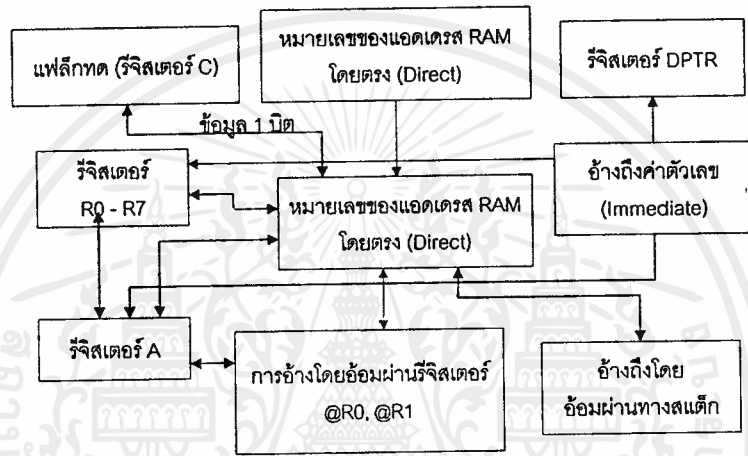 แฟล็กทด (รีจิสเตอร์ C)
หมายเลขของแอดเดรส RAM
โดยตรง (Direct)
รีจิสเตอร์ DPTR
ข้อมูล 1 บิต
รีจิสเตอร์
R0 - R7
หมายเลขของแอดเดรส RAM
โดยตรง (Direct)
อ้างถึงค่าตัวเลข
(Immediate)
รีจิสเตอร์ A
การอ้างโดยอ้อมผ่านรีจิสเตอร์
@R0, @R1
อ้างถึงโดย
อ้อมผ่านทางสแต็ก